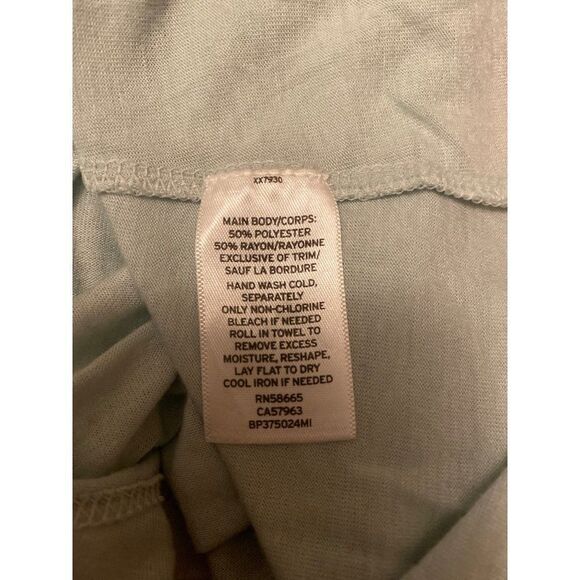 XX7930
MAIN BODY/CORPS:
50% POLYESTER
50% RAYON/RAYONNE
EXCLUSIVE OF TRIM/
SAUF LA BORDURE
HAND WASH COLD,
SEPARATELY
ONLY NON-CHLORINE
BLEACH IF NEEDED
ROLL IN TOWEL TO
REMOVE EXCESS
MOISTURE, RESHAPE,
LAY FLAT TO DRY
COOL IRON IF NEEDED
RN58665
CA57963
BP375024MI